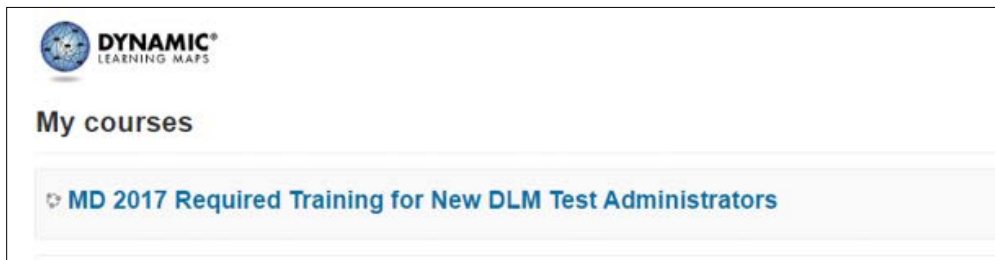 DYNAMIC®
LEARNING MAPS
My courses
MD 2017 Required Training for New DLM Test Administrators